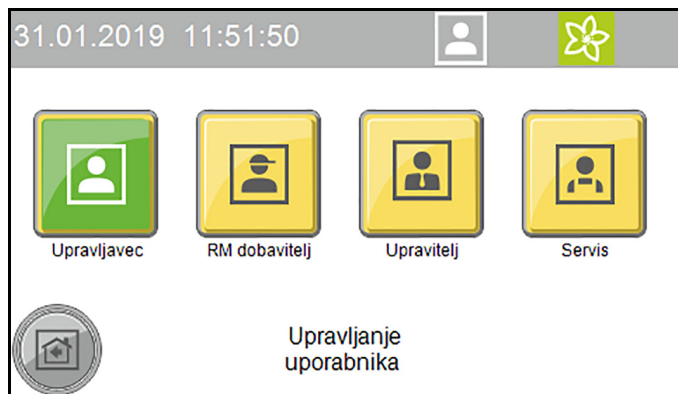 31.01.2019 11:51:50
Upravljavec
RM dobavitelj
Upravitelj
Servis
Upravljanje
uporabnika